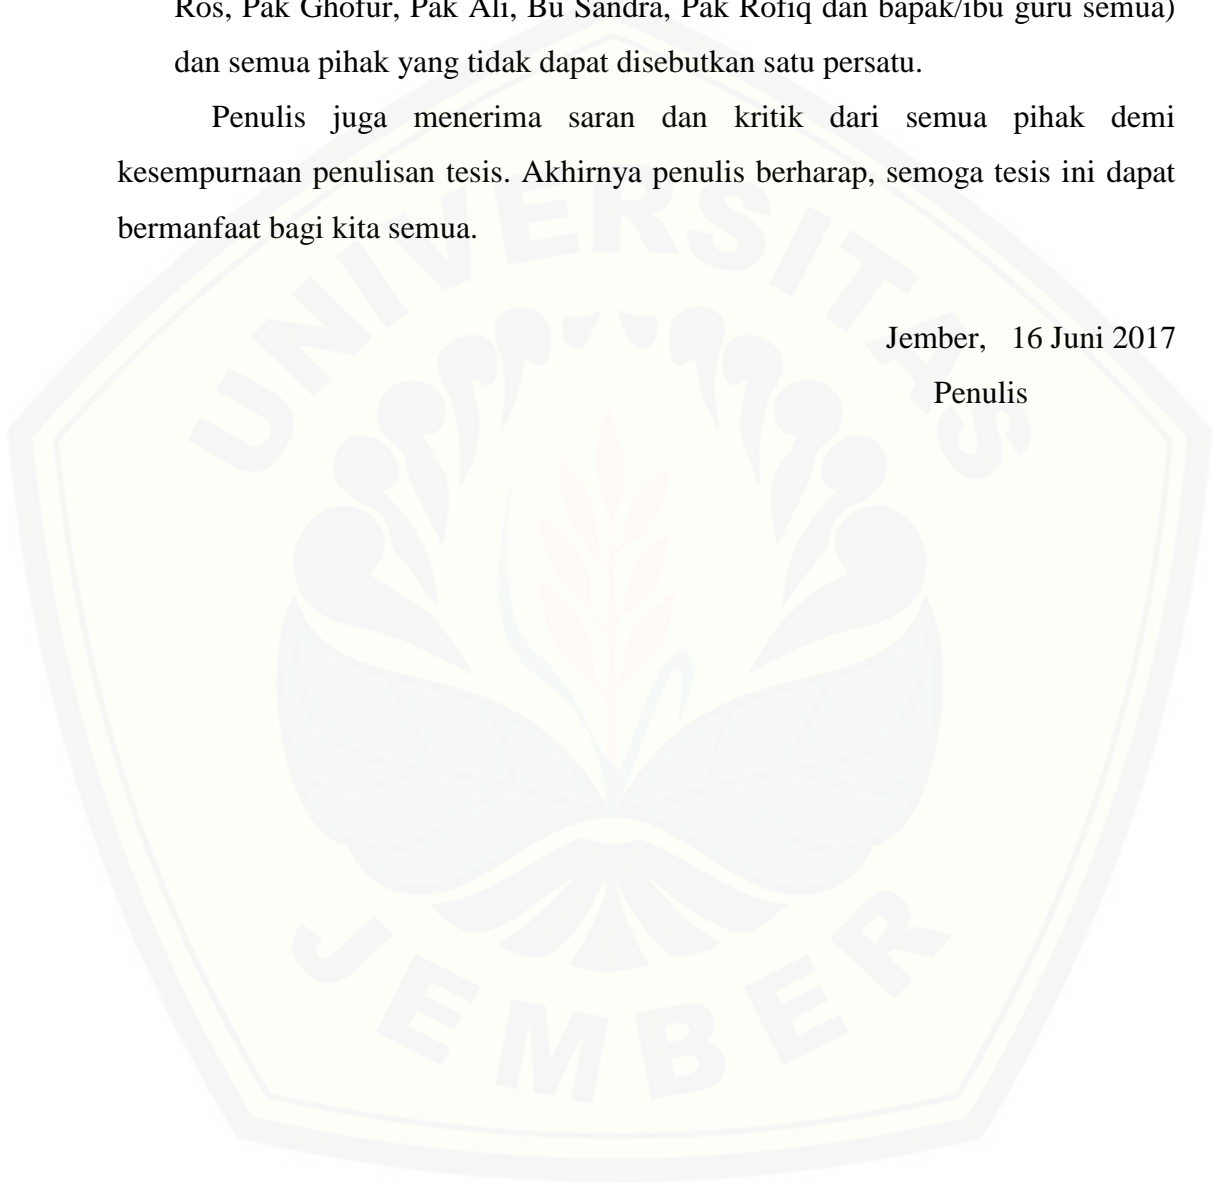 Ros, Pak Ghofur, Pak Ali, Bu Sandra, Pak Rofiq dan bapak/ibu guru semua)
dan semua pihak yang tidak dapat disebutkan satu persatu.
Penulis juga menerima saran dan kritik dari semua pihak demi
kesempurnaan penulisan tesis. Akhirnya penulis berharap, semoga tesis ini dapat
bermanfaat bagi kita semua.
Jember, 16 Juni 2017
Penulis
UNIVERSITAS
JEMBER